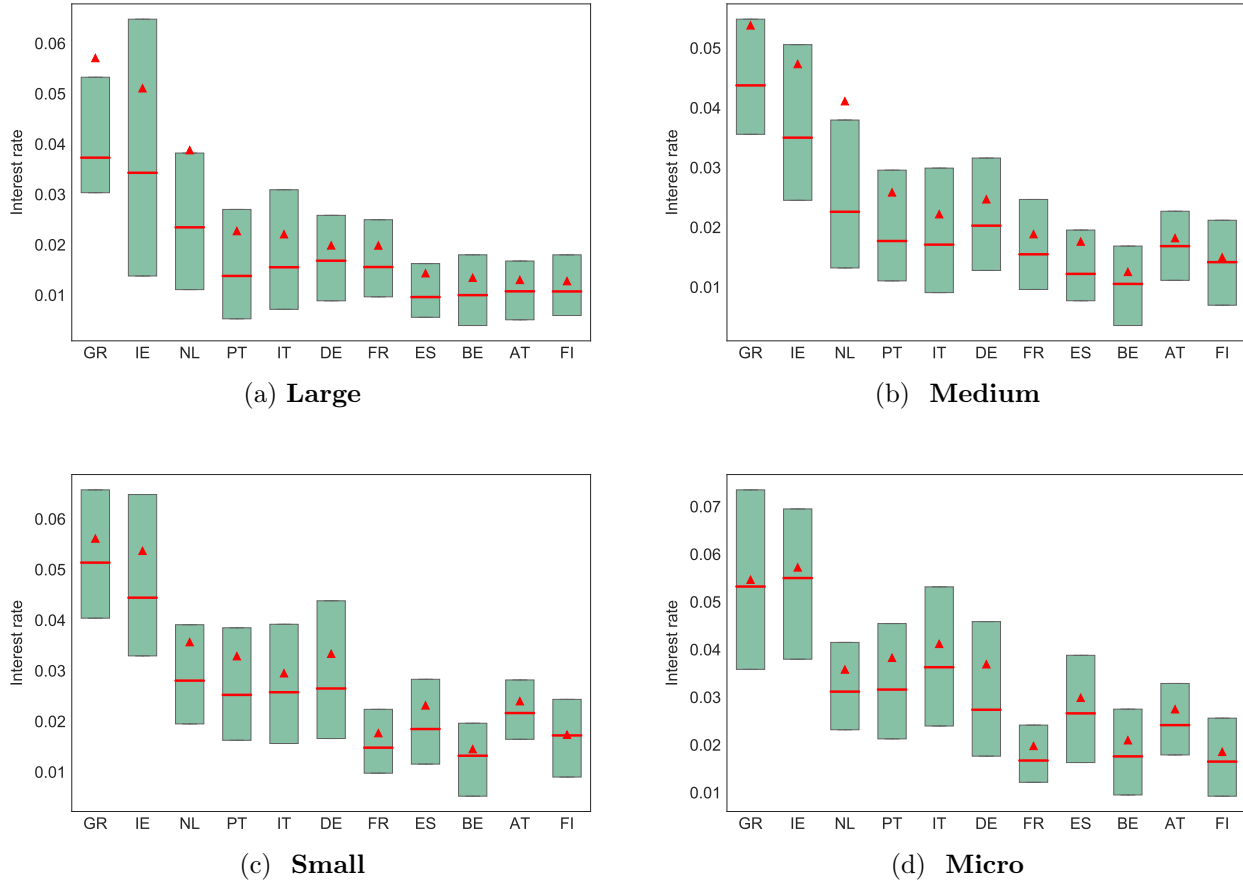 Interest rate
0.06
0.05
0.04
0.03
0.02
0.01
GR IE NL PT IT DE FR ES BE AT FI
(a) Large
Interest rate
0.05
0.04
0.03
0.02
0.01
GR IE NL PT IT DE FR ES BE AT FI
(b) Medium
Interest rate
0.06
0.05
0.04
0.03
0.02
0.01
GR IE NL PT IT DE FR ES BE AT FI
(c) Small
Interest rate
0.07
0.06
0.05
0.04
0.03
0.02
0.01
GR IE NL PT IT DE FR ES BE AT FI
(d) Micro